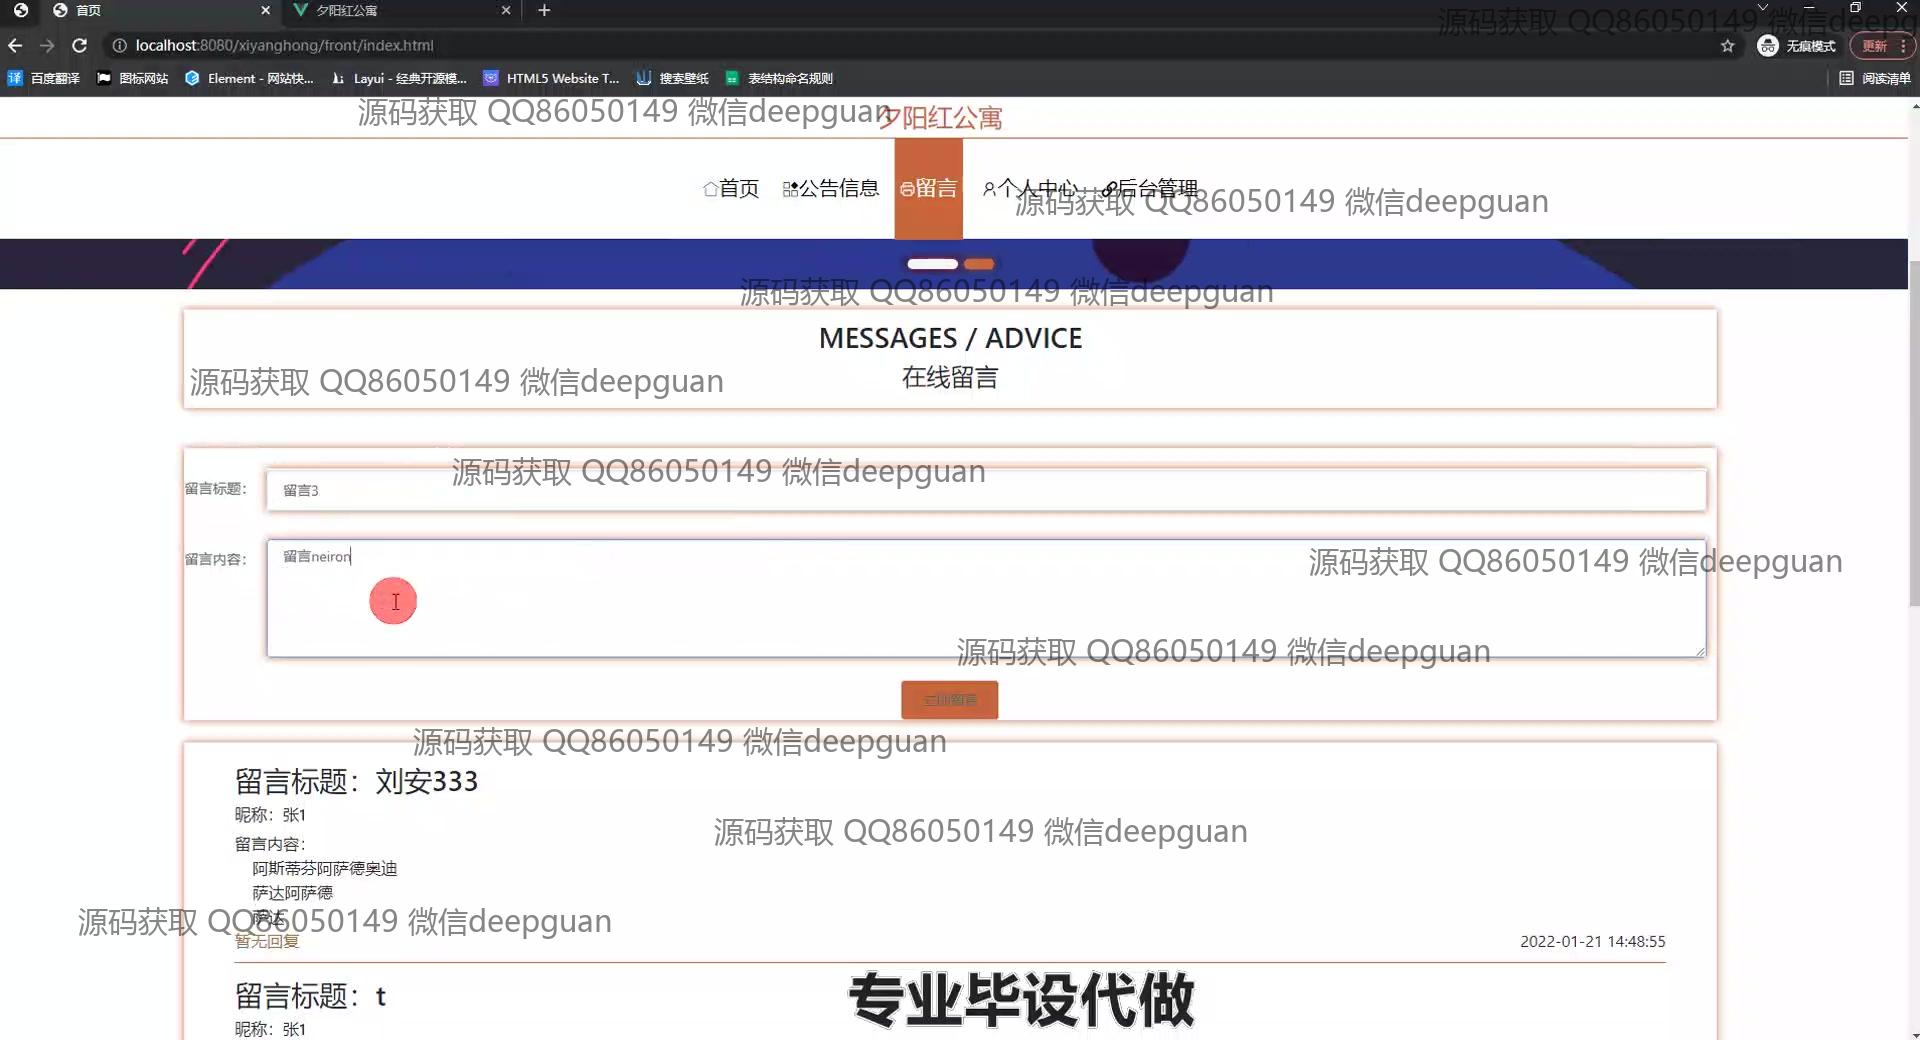 首页
夕阳红公寓
源码获取 QQ86050149 微信deepg
localhost:8080/xiyanghong/front/index.html
无痕模式
更新
百度翻译
图标网站
Element - 网站快...
Layui - 经典开源模...
HTML5 Website T...
搜索壁纸
表结构命名规则
阅读清单
源码获取 QQ86050149 微信deepguan
夕阳红公寓
首页
公告信息
留言
个人中心
后台管理
源码获取 QQ86050149 微信deepguan
源码获取 QQ86050149 微信deepguan
MESSAGES / ADVICE
在线留言
源码获取 QQ86050149 微信deepguan
源码获取 QQ86050149 微信deepguan
留言标题：
留言3
留言内容：
留言neiron
源码获取 QQ86050149 微信deepguan
源码获取 QQ86050149 微信deepguan
立即留言
源码获取 QQ86050149 微信deepguan
留言标题：刘安333
昵称：张1
源码获取 QQ86050149 微信deepguan
留言内容：
阿斯蒂芬阿萨德奥迪
萨达阿萨德
萨达
源码获取 QQ86050149 微信deepguan
暂无回复
2022-01-21 14:48:55
留言标题：t
专业毕设代做
昵称：张1